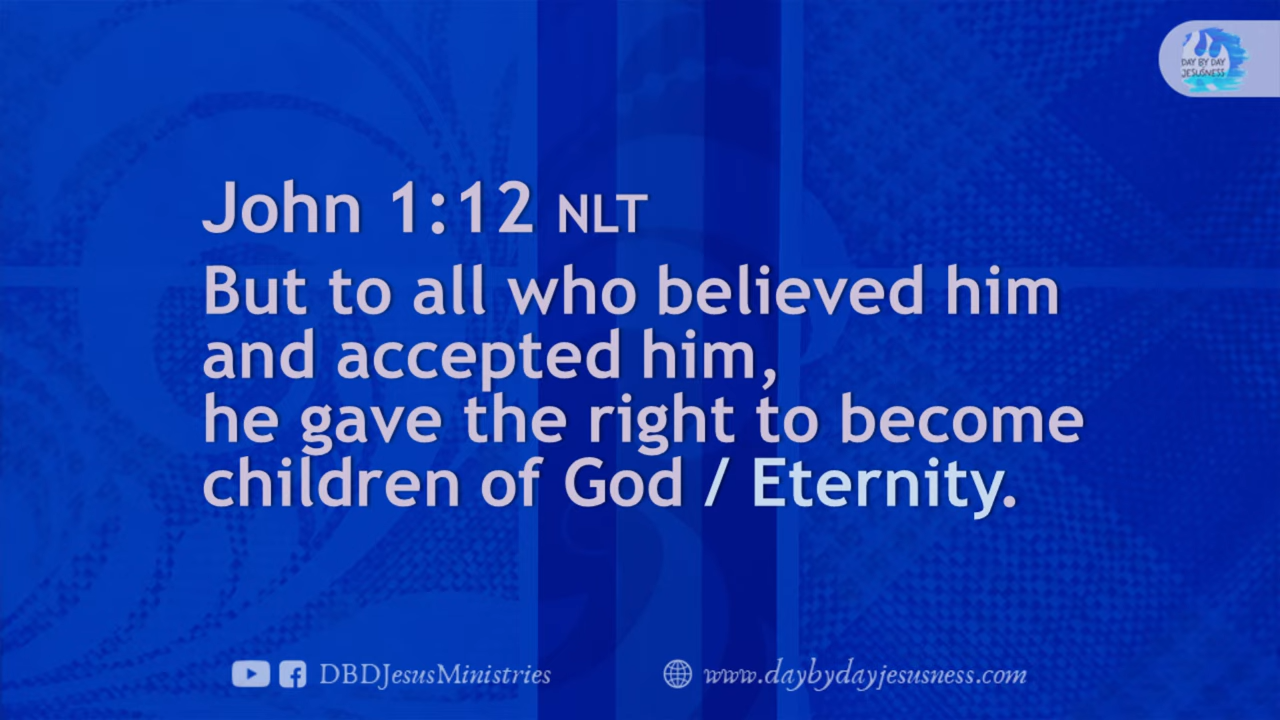 DAY BY DAY
JESUSNESS
John 1:12 NLT
But to all who believed him
and accepted him,
he gave the right to become
children of God / Eternity.
DBDJesusMinistries
www.daybydayjesusness.com